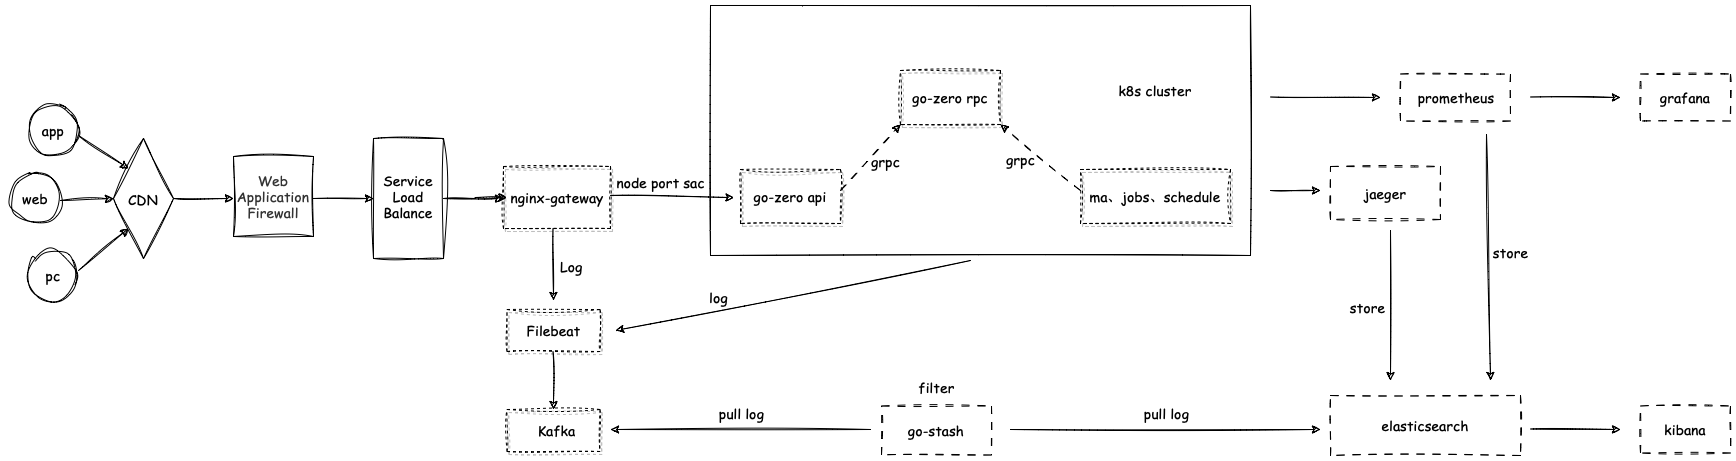 app
web
pc
CDN
Web
Application
Firewall
Service
Load
Balance
nginx-gateway
node port sac
k8s cluster
go-zero rpc
grpc
grpc
go-zero api
ma、jobs、schedule
prometheus
grafana
jaeger
store
store
Log
log
Filebeat
Kafka
pull log
filter
go-stash
pull log
elasticsearch
kibana